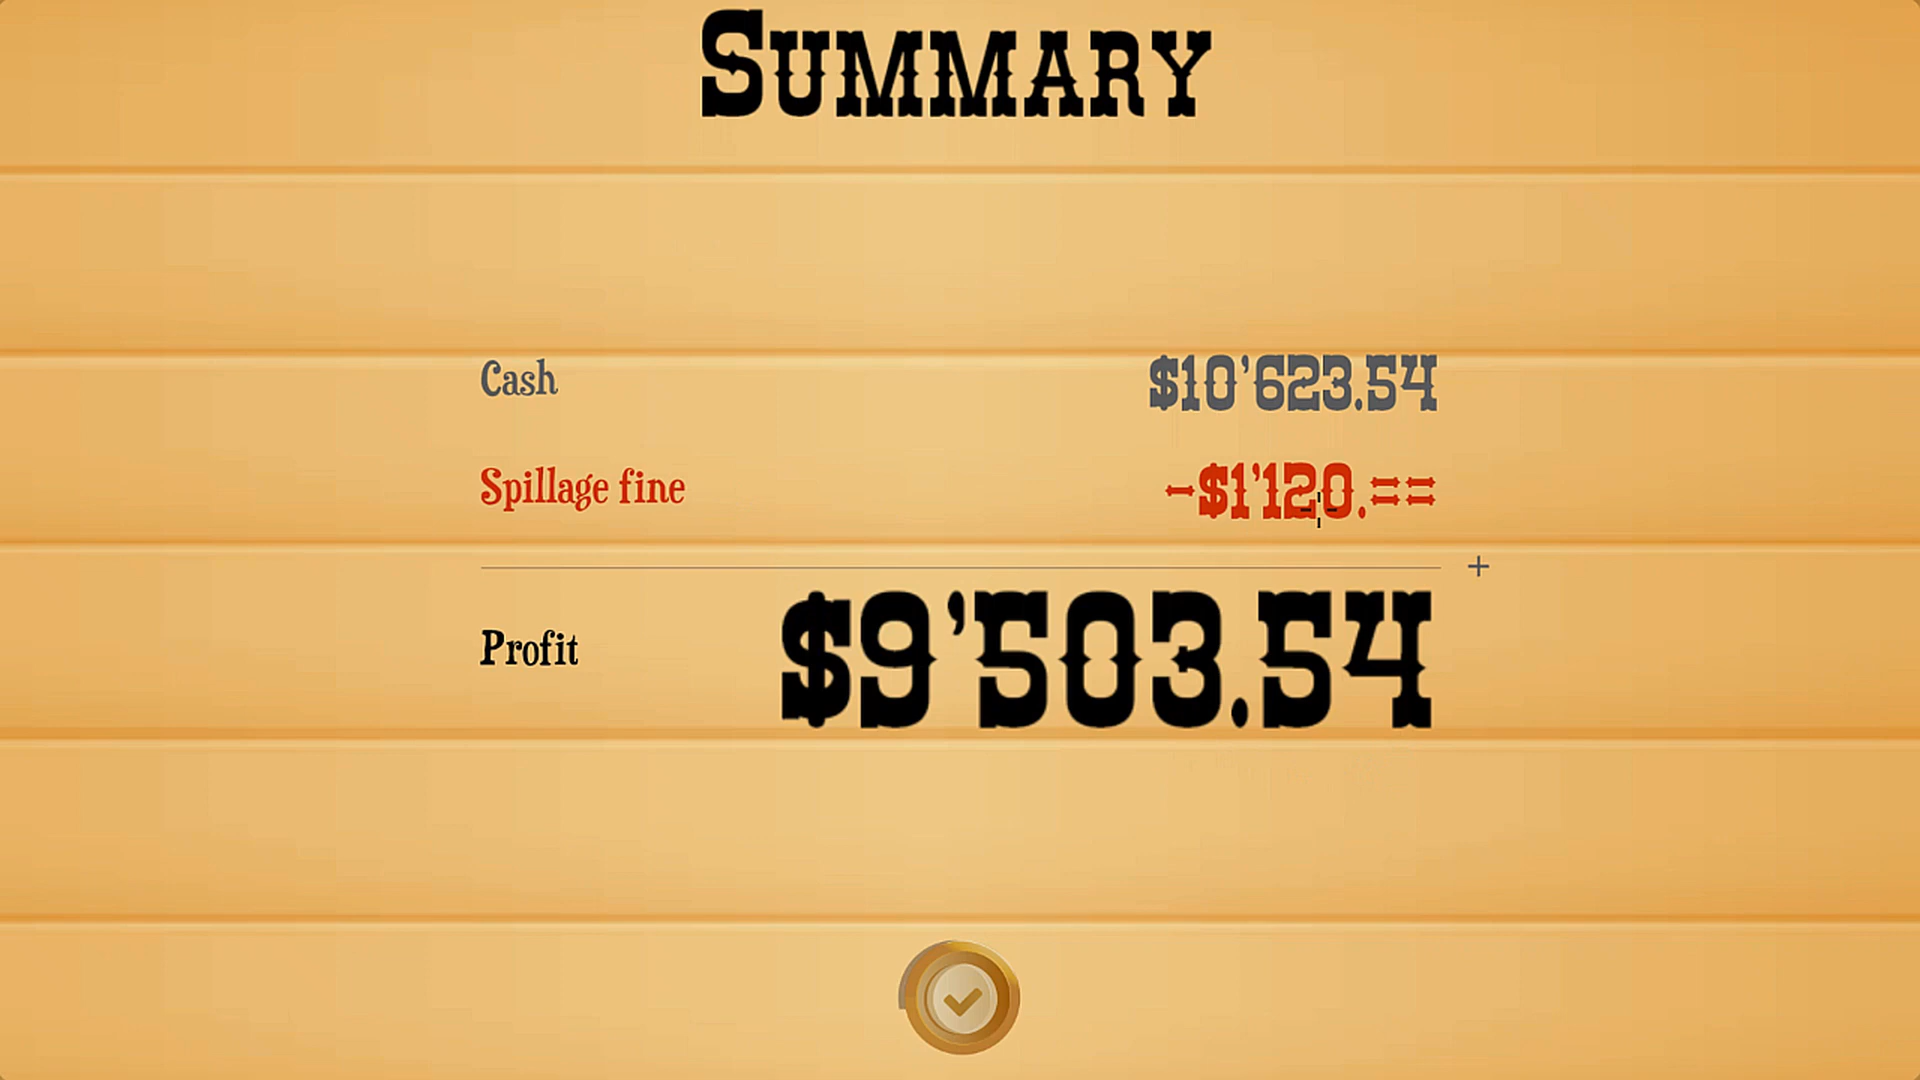 Summary
Cash $10'623.54
Spillage fine -$1'120.==
Profit $9'503.54